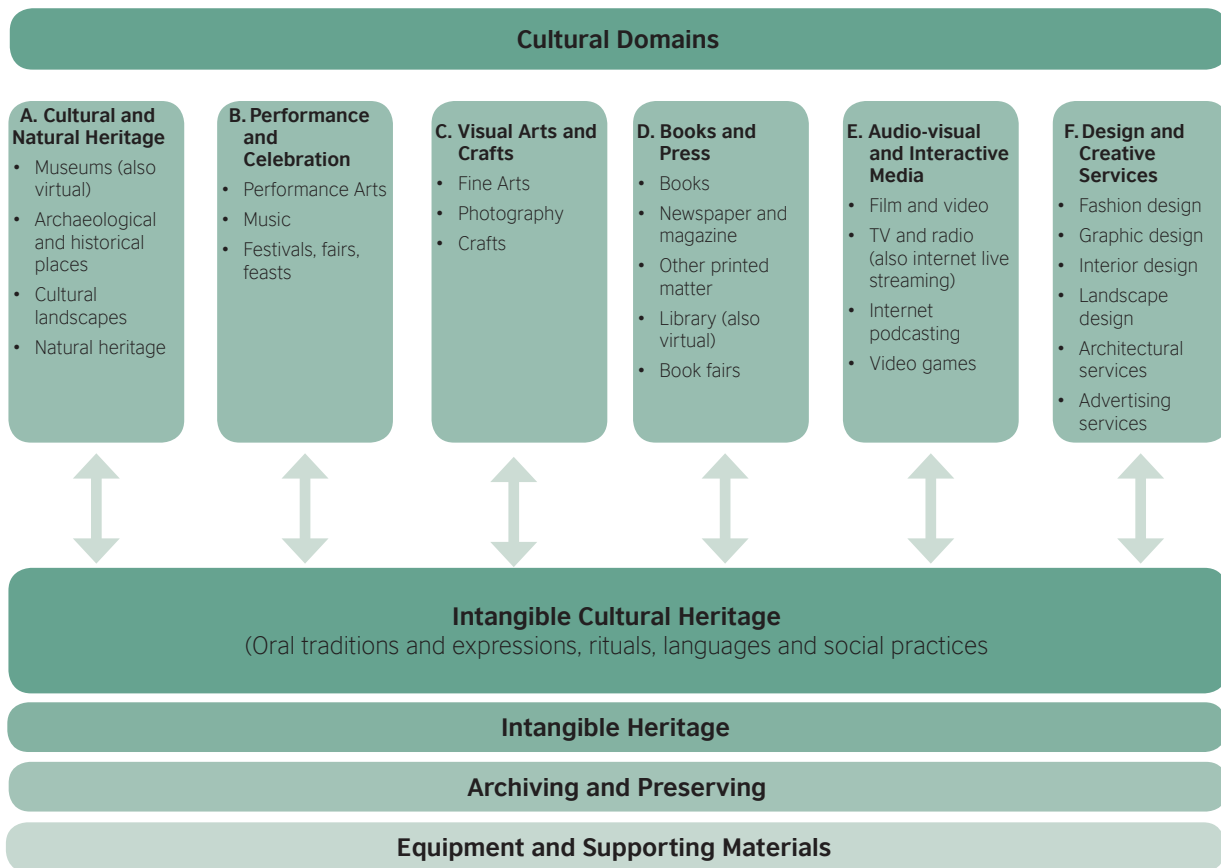 Cultural Domains
A. Cultural and
Natural Heritage
• Museums (also
virtual)
• Archaeological
and historical
places
• Cultural
landscapes
• Natural heritage
B. Performance
and
Celebration
• Performance Arts
• Music
• Festivals, fairs,
feasts
C. Visual Arts and
Crafts
• Fine Arts
• Photography
• Crafts
D. Books and
Press
• Books
• Newspaper and
magazine
• Other printed
matter
• Library (also
virtual)
• Book fairs
E. Audio-visual
and Interactive
Media
• Film and video
• TV and radio
(also internet live
streaming)
• Internet
podcasting
• Video games
F. Design and
Creative
Services
• Fashion design
• Graphic design
• Interior design
• Landscape
design
• Architectural
services
• Advertising
services
Intangible Cultural Heritage
(Oral traditions and expressions, rituals, languages and social practices
Intangible Heritage
Archiving and Preserving
Equipment and Supporting Materials